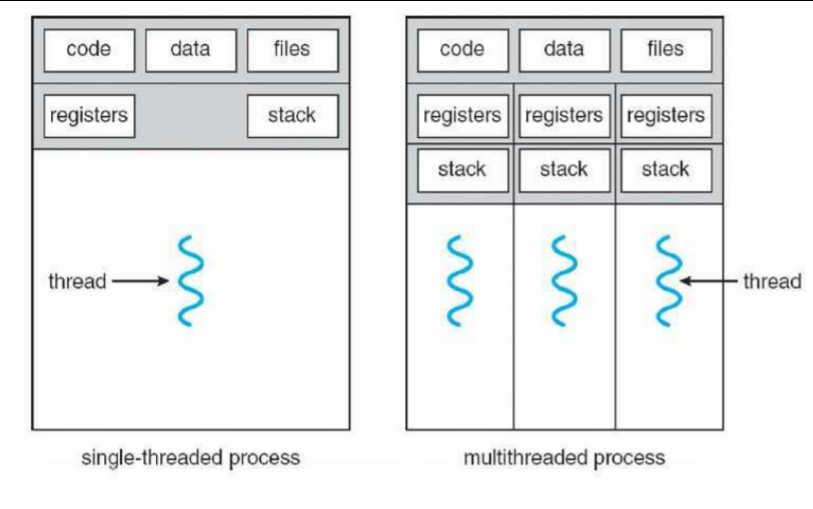 code data files code data files
registers stack registers registers registers
stack stack stack
thread thread
single-threaded process multithreaded process